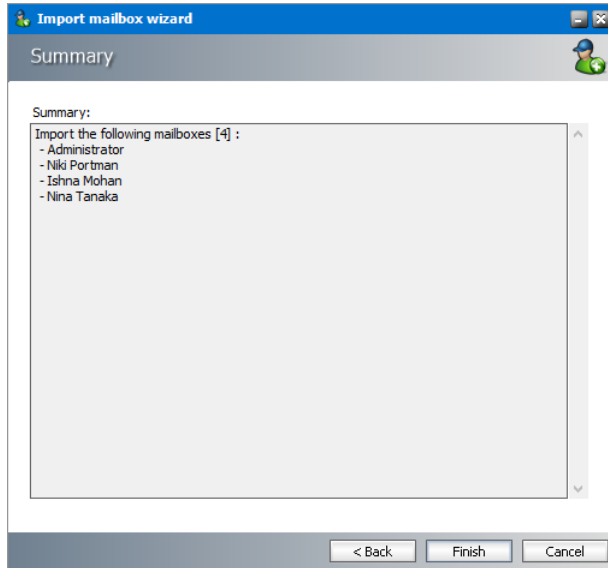 Import mailbox wizard
Summary
Summary:
Import the following mailboxes [4] :
- Administrator
- Niki Portman
- Ishna Mohan
- Nina Tanaka
< Back Finish Cancel